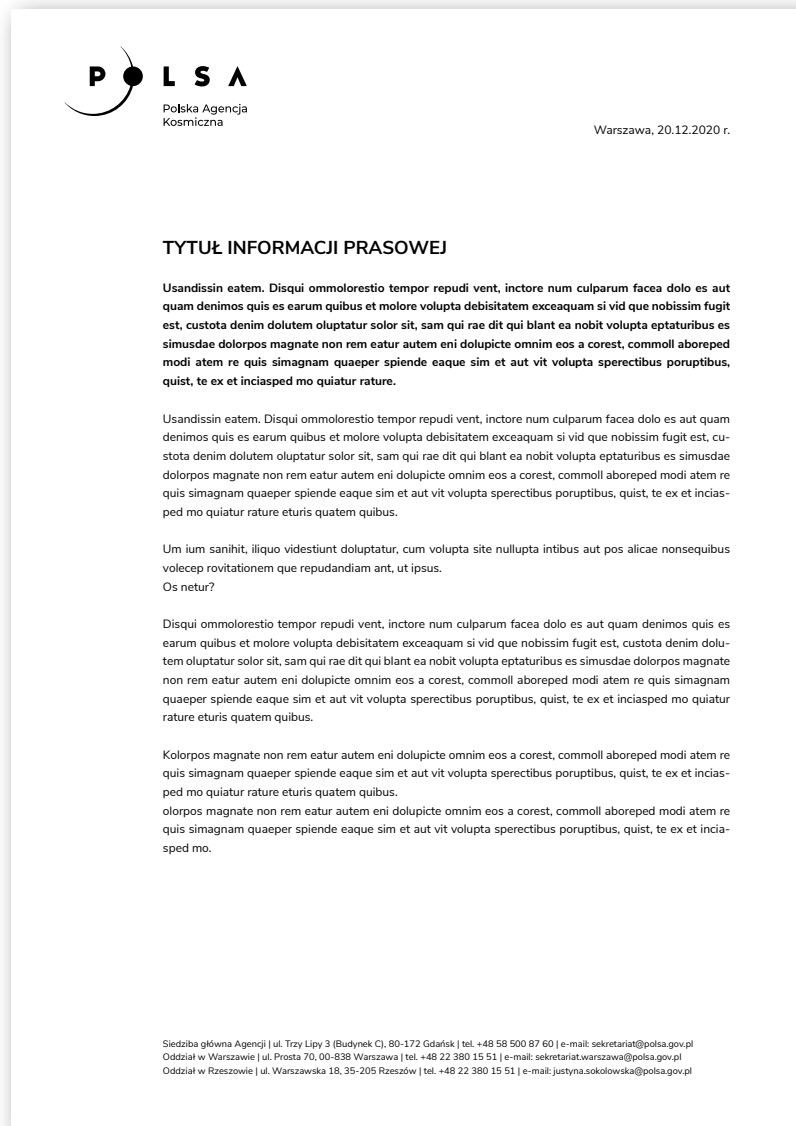 POLSA
Polska Agencja
Kosmiczna
Warszawa, 20.12.2020 r.
TYTUŁ INFORMACJI PRASOWEJ
Usandissin eatem. Disqui ommolorestio tempor repudi vent, inctore num culparum facea dolo es aut
quam denimos quis es earum quibus et molore volupta debisitatem exceaquam si vid que nobissim fugit
est, custota denim dolutem oluptatur solor sit, sam qui rae dit qui blant ea nobit volupta eptaturibus es
simusdae dolorpos magnate non rem eatur autem eni dolupicte omnim eos a corest, commoll aboreped
modi atem re quis simagnam quaeper spiende eaque sim et aut vit volupta sperectibus poruptibus,
quist, te ex et inciasped mo quiatur rature.
Usandissin eatem. Disqui ommolorestio tempor repudi vent, inctore num culparum facea dolo es aut quam
denimos quis es earum quibus et molore volupta debisitatem exceaquam si vid que nobissim fugit est, cu-
stota denim dolutem oluptatur solor sit, sam qui rae dit qui blant ea nobit volupta eptaturibus es simusdae
dolorpos magnate non rem eatur autem eni dolupicte omnim eos a corest, commoll aboreped modi atem re
quis simagnam quaeper spiende eaque sim et aut vit volupta sperectibus poruptibus, quist, te ex et incias-
ped mo quiatur rature eturis quatem quibus.
Um ium sanihit, iliquo videstiunt doluptatur, cum volupta site nullupta intibus aut pos alicae nonsequibus
volecep rovitationem que repudandiam ant, ut ipsus.
Os netur?
Disqui ommolorestio tempor repudi vent, inctore num culparum facea dolo es aut quam denimos quis es
earum quibus et molore volupta debisitatem exceaquam si vid que nobissim fugit est, custota denim dolu-
tem oluptatur solor sit, sam qui rae dit qui blant ea nobit volupta eptaturibus es simusdae dolorpos magnate
non rem eatur autem eni dolupicte omnim eos a corest, commoll aboreped modi atem re quis simagnam
quaeper spiende eaque sim et aut vit volupta sperectibus poruptibus, quist, te ex et inciasped mo quiatur
rature eturis quatem quibus.
Kolorpos magnate non rem eatur autem eni dolupicte omnim eos a corest, commoll aboreped modi atem re
quis simagnam quaeper spiende eaque sim et aut vit volupta sperectibus poruptibus, quist, te ex et incias-
ped mo quiatur rature eturis quatem quibus.
olorpos magnate non rem eatur autem eni dolupicte omnim eos a corest, commoll aboreped modi atem re
quis simagnam quaeper spiende eaque sim et aut vit volupta sperectibus poruptibus, quist, te ex et incia-
sped mo.
Siedziba główna Agencji | ul. Trzy Lipy 3 (Budynek C), 80-172 Gdańsk | tel. +48 58 500 87 60 | e-mail: sekretariat@polsa.gov.pl
Oddział w Warszawie | ul. Prosta 70, 00-838 Warszawa | tel. +48 22 380 15 51 | e-mail: sekretariat.warszawa@polsa.gov.pl
Oddział w Rzeszowie | ul. Warszawska 18, 35-205 Rzeszów | tel. +48 22 380 15 51 | e-mail: justyna.sokolowska@polsa.gov.pl